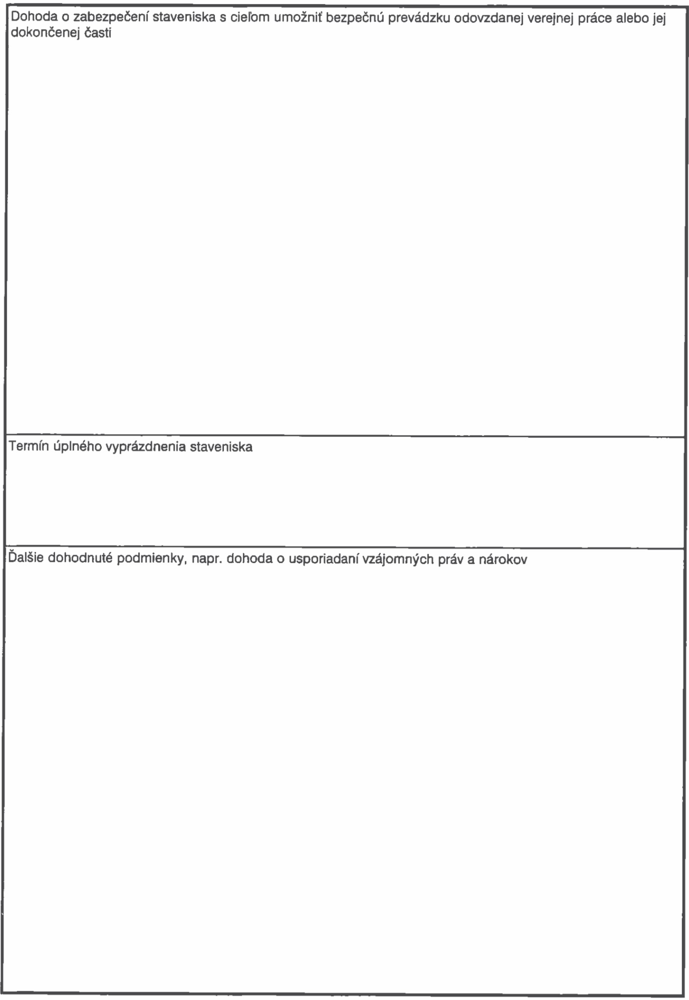 Dohoda o zabezpečení staveniska s cieľom umožniť bezpečnú prevádzku odovzdanej verejnej práce alebo jej
dokončenej časti
Termín úplného vyprázdnenia staveniska
Ďalšie dohodnuté podmienky, napr. dohoda o usporiadaní vzájomných práv a nárokov